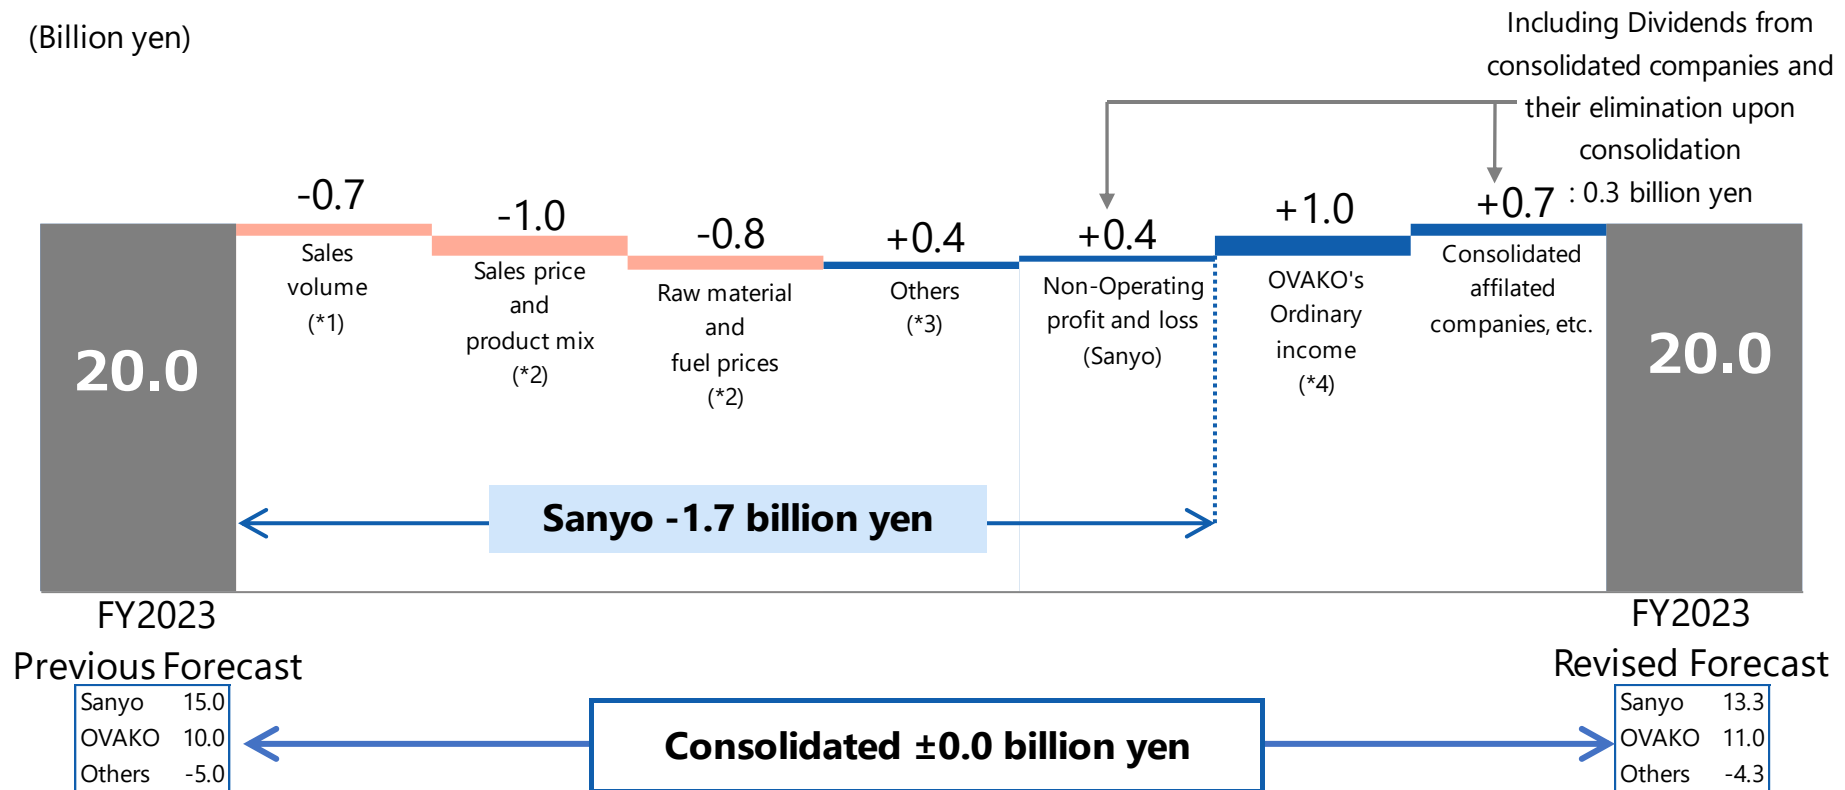 (Billion yen)
Including Dividends from
consolidated companies and
their elimination upon
consolidation
: 0.3 billion yen
-0.7
Sales
volume
(*1)
-1.0
Sales price
and
product mix
(*2)
-0.8
Raw material
and
fuel prices
(*2)
+0.4
Others
(*3)
+0.4
Non-Operating
profit and loss
(Sanyo)
+1.0
OVAKO's
Ordinary
income
(*4)
+0.7
Consolidated
affilated
companies, etc.
20.0
20.0
Sanyo -1.7 billion yen
FY2023
Previous Forecast
FY2023
Revised Forecast
Sanyo 15.0
OVAKO 10.0
Others -5.0
Consolidated ±0.0 billion yen
Sanyo 13.3
OVAKO 11.0
Others -4.3